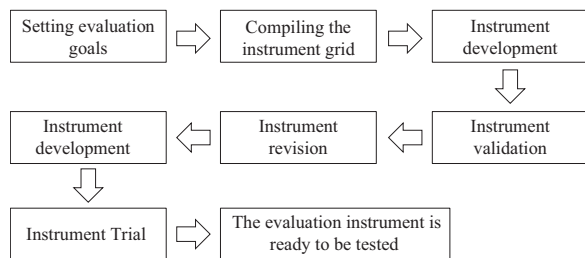 Setting evaluation
goals
Compiling the
instrument grid
Instrument
development
Instrument
validation
Instrument
revision
Instrument
development
Instrument Trial
The evaluation instrument is
ready to be tested